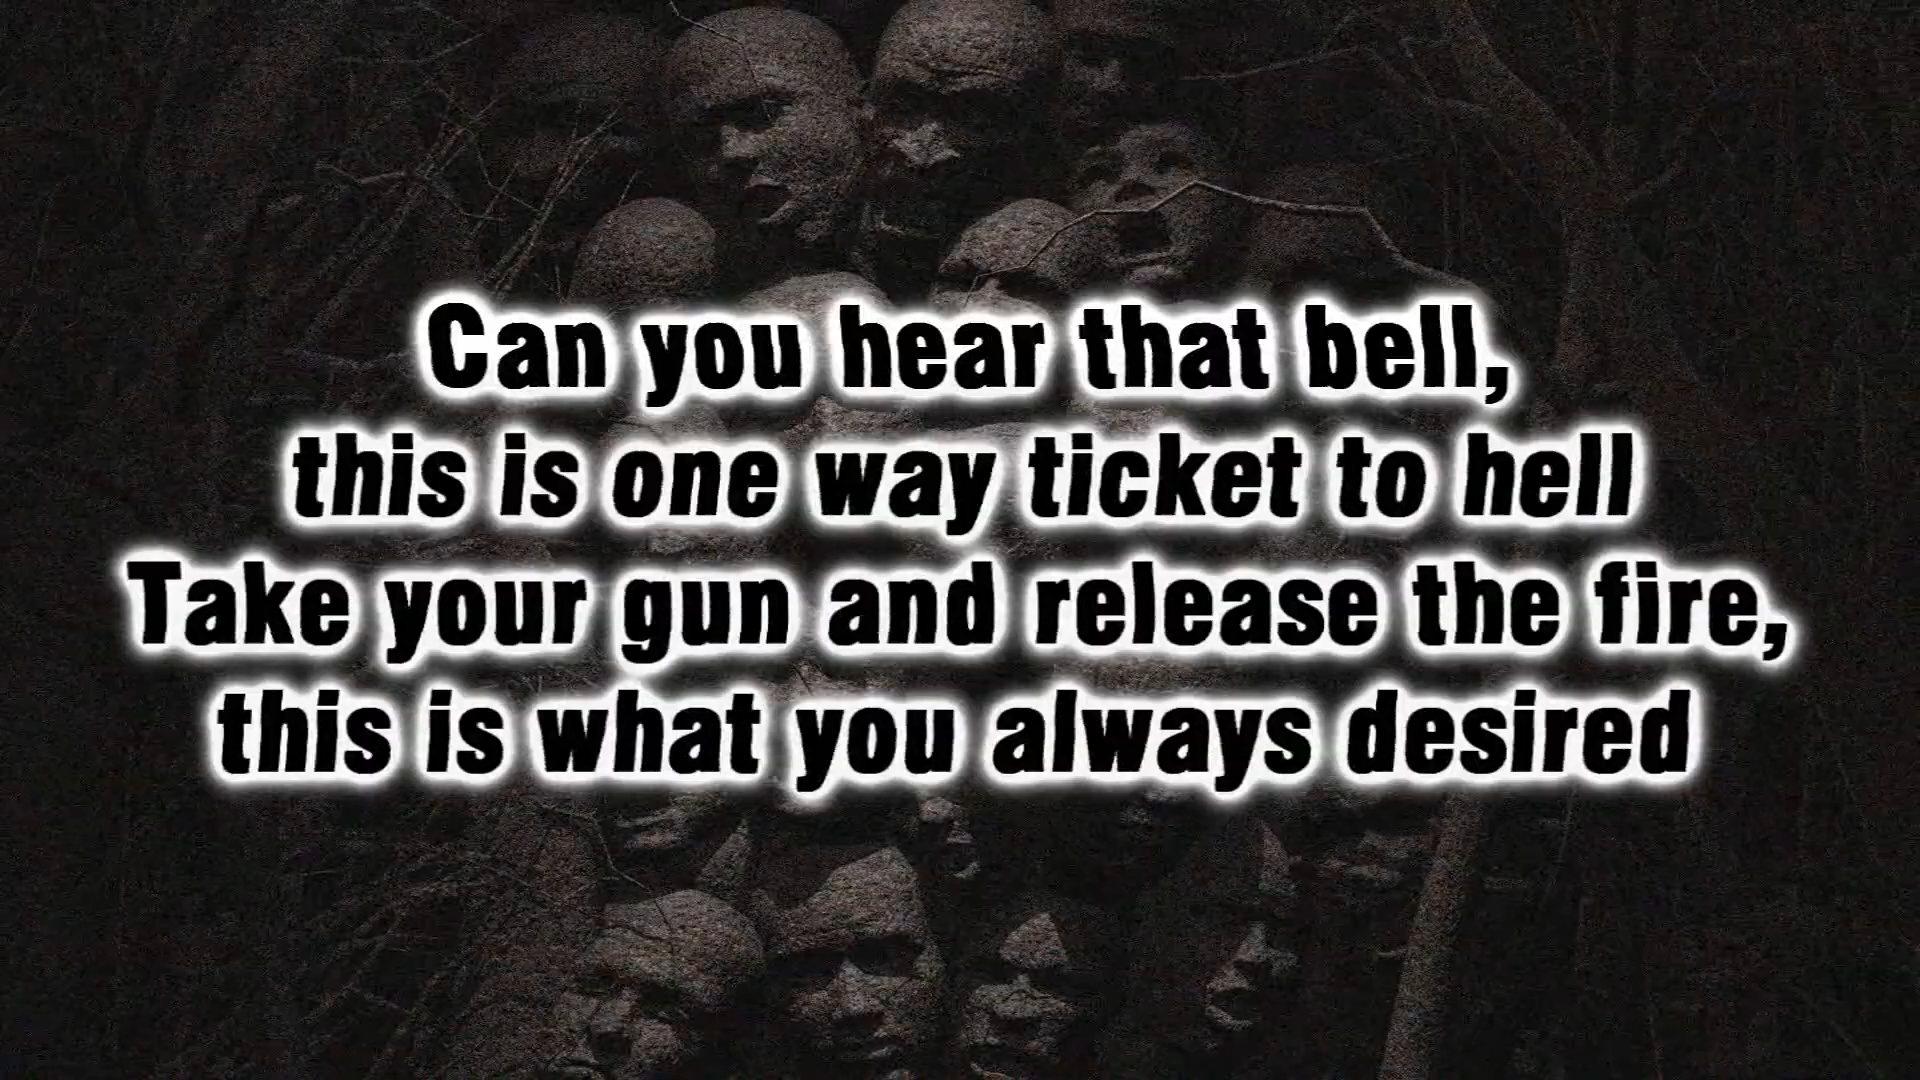 Can you hear that bell,
this is one way ticket to hell
Take your gun and release the fire,
this is what you always desired